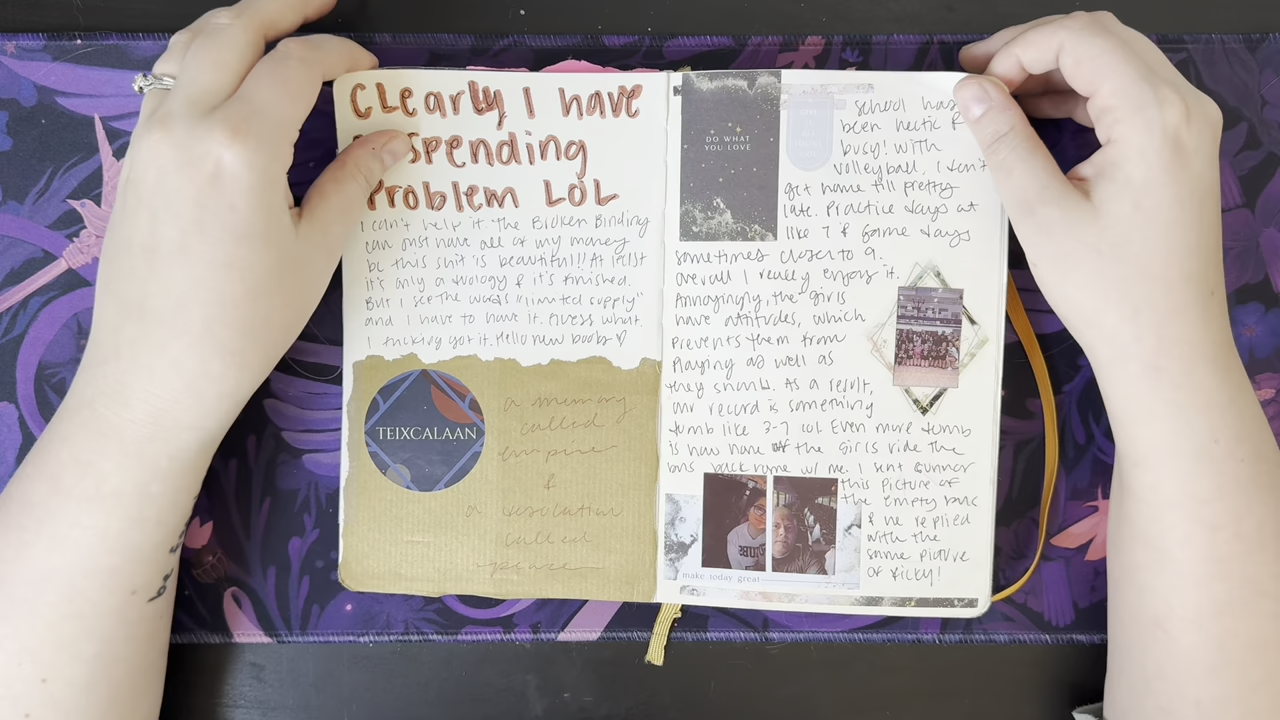 Clearly I have
spending
Problem LOL
I can't help it. The Broken Binding
can just have all of my money
bc this shit is beautiful!!! At least
it's only a duology & it's finished.
But I see the words "limited supply"
and I have to have it. Guess what.
I fucking got it. Hello new books
TEIXCALAAN
a memory
called
empire
&
a desolation
called
peace
DO WHAT
YOU LOVE
school has
been hectic &
busy! With
volleyball, I don't
get home till pretty
late. Practice days at
like 7 & game days
sometimes closer to 9.
Overall I really enjoy it.
Annoyingly, the girls
have attitudes, which
prevents them from
playing as well as
they should. As a result,
our record is something
dumb like 3-7 lol. Even more dumb
is how none of the girls ride the
bus back home w/ me. I sent Gunnar
this picture of
the empty bus
& he replied
with the
same picture
of Ricky!
make today great